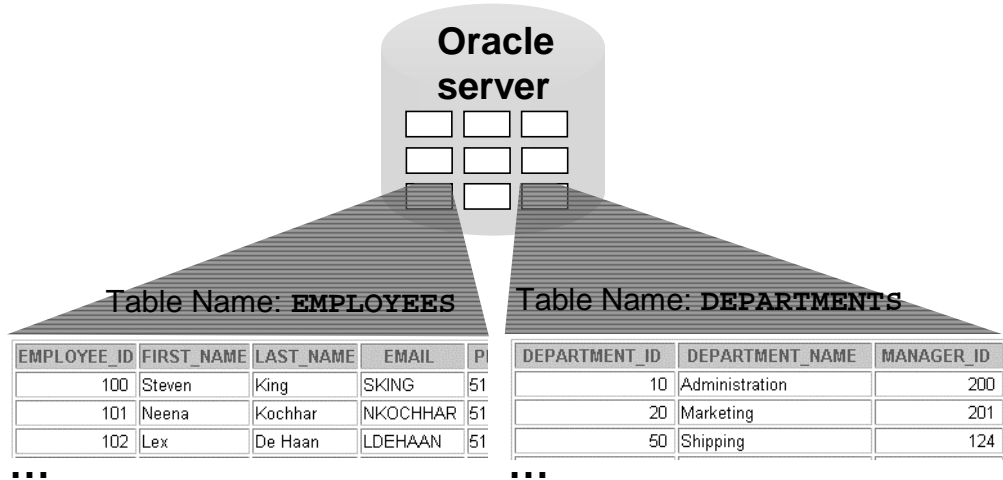 Oracle
server
Table Name: EMPLOYEES
EMPLOYEE_ID FIRST_NAME LAST_NAME EMAIL
100 Steven King SKING 51
101 Neena Kochhar NKOCHHAR 51
102 Lex De Haan LDEHAAN 51
...
Table Name: DEPARTMENTS
DEPARTMENT_ID DEPARTMENT_NAME MANAGER_ID
10 Administration 200
20 Marketing 201
50 Shipping 124
...